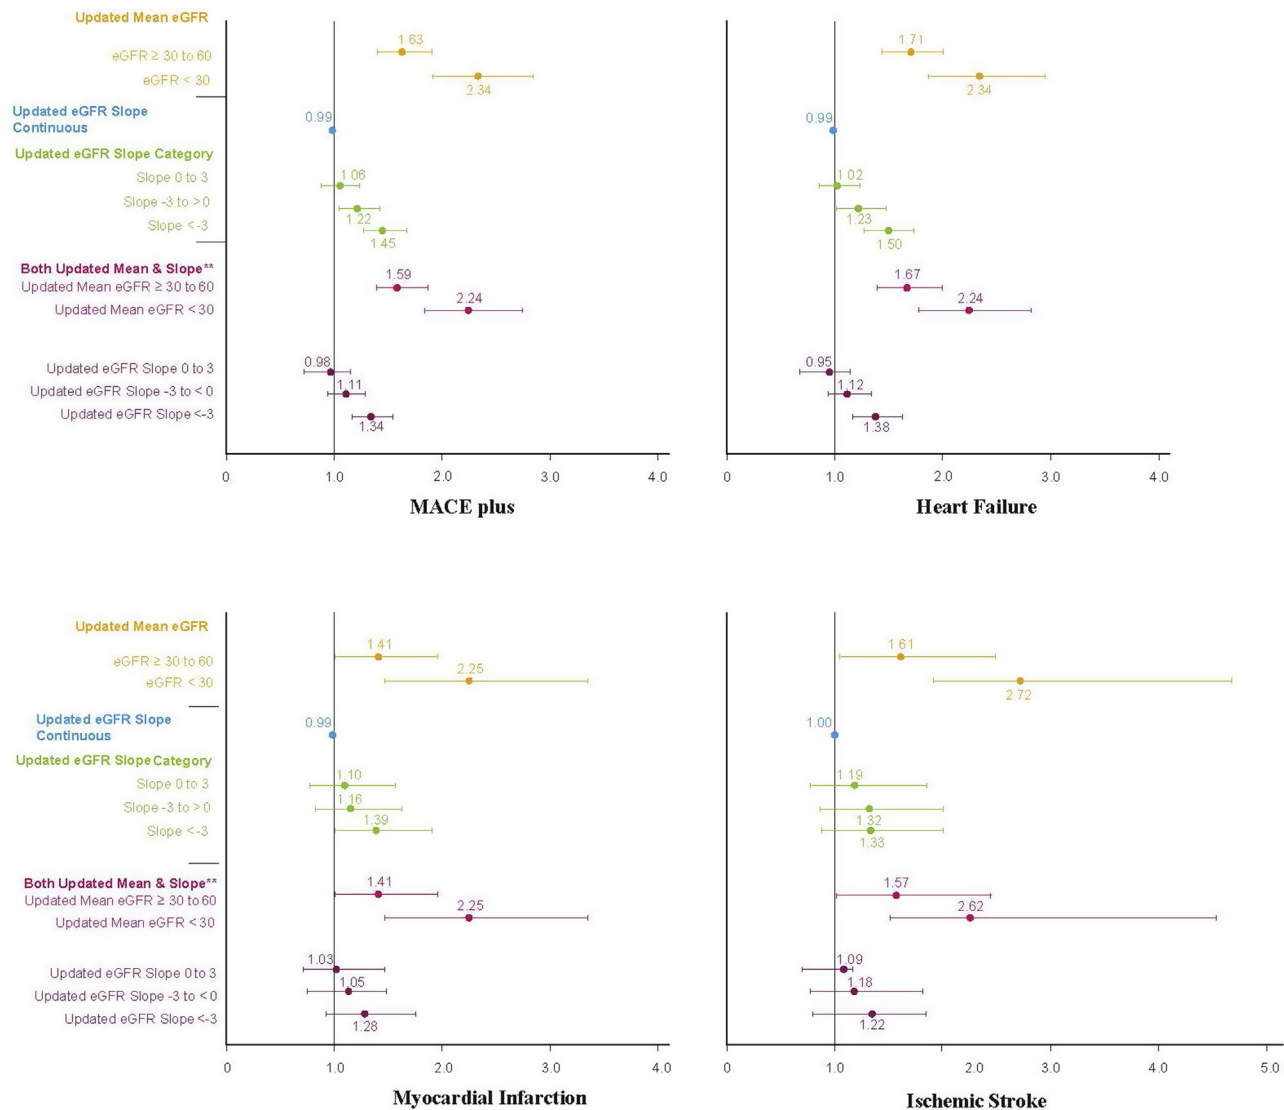 Updated Mean eGFR
eGFR ≥ 30 to 60
eGFR < 30
Updated eGFR Slope
Continuous
Updated eGFR Slope Category
Slope 0 to 3
Slope -3 to >0
Slope <-3
Both Updated Mean & Slope**
Updated Mean eGFR ≥ 30 to 60
Updated Mean eGFR <30
Updated eGFR Slope 0 to 3
Updated eGFR Slope -3 to <0
Updated eGFR Slope <-3
1 63
2.34
0.99
1 06
1.22
1.45
1.59
2.24
0.98
1.11
1.34
0 1.0 2.0 3.0 4.0
MACE plus
1.71
2.34
0.99
1 02
1.23
1.50
1.67
2.24
0.95
1.12
1.38
0 1.0 2.0 3.0 4.0
Heart Failure
Updated Mean eGFR
eGFR ≥ 30 to 60
eGFR < 30
Updated eGFR Slope
Continuous
Updated eGFR Slope Category
Slope 0 to 3
Slope -3 to >0
Slope <-3
Both Updated Mean & Slope**
Updated Mean eGFR ≥ 30 to 60
Updated Mean eGFR <30
Updated eGFR Slope 0 to 3
Updated eGFR Slope -3 to <0
Updated eGFR Slope <-3
1 41
2.25
0.99
1.10
1 16
1.39
1.41
2.25
1.03
1.05
1.28
0 1.0 2.0 3.0 4.0
Myocardial Infarction
1 61
2.72
1.00
1 19
1 32
1.33
1.57
2.62
1.09
1.18
1.22
0 1.0 2.0 3.0 4.0 5.0
Ischemic Stroke